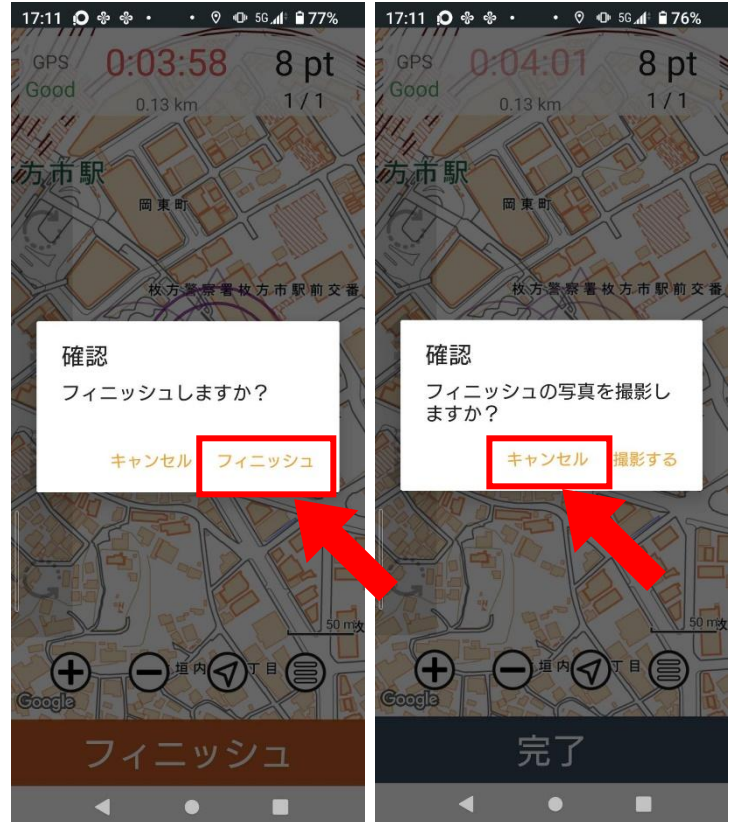 17:11 5G 77%
GPS 0:03:58 8 pt
Good 0.13 km 1 / 1
方市駅
岡東町
枚方警察署枚方市駅前交番
確認
フィニッシュしますか？
キャンセル フィニッシュ
50 m
垣内 丁目
Google
フィニッシュ
17:11 5G 76%
GPS 0:04:01 8 pt
Good 0.13 km 1 / 1
方市駅
岡東町
枚方警察署枚方市駅前交番
確認
フィニッシュの写真を撮影し
ますか？
キャンセル 撮影する
50 m
垣内 丁目
Google
完了